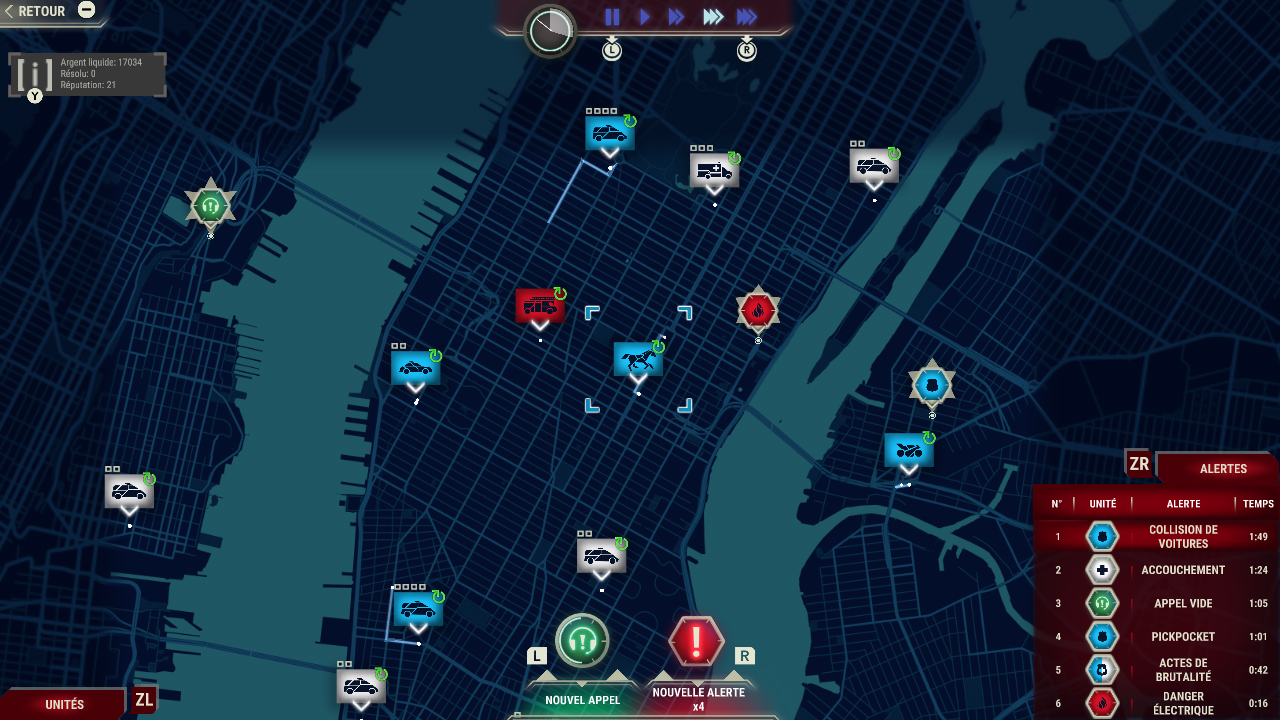 RETOUR
L
R
Argent liquide: 17034
Résolu: 0
Réputation: 21
Y
ZR
ALERTES
N° UNITÉ ALERTE TEMPS
1 COLLISION DE VOITURES 1:49
2 ACCOUCHEMENT 1:24
3 APPEL VIDE 1:05
4 PICKPOCKET 1:01
5 ACTES DE BRUTALITÉ 0:42
6 DANGER ÉLECTRIQUE 0:16
L
R
NOUVEL APPEL
NOUVELLE ALERTE
x4
UNITÉS
ZL